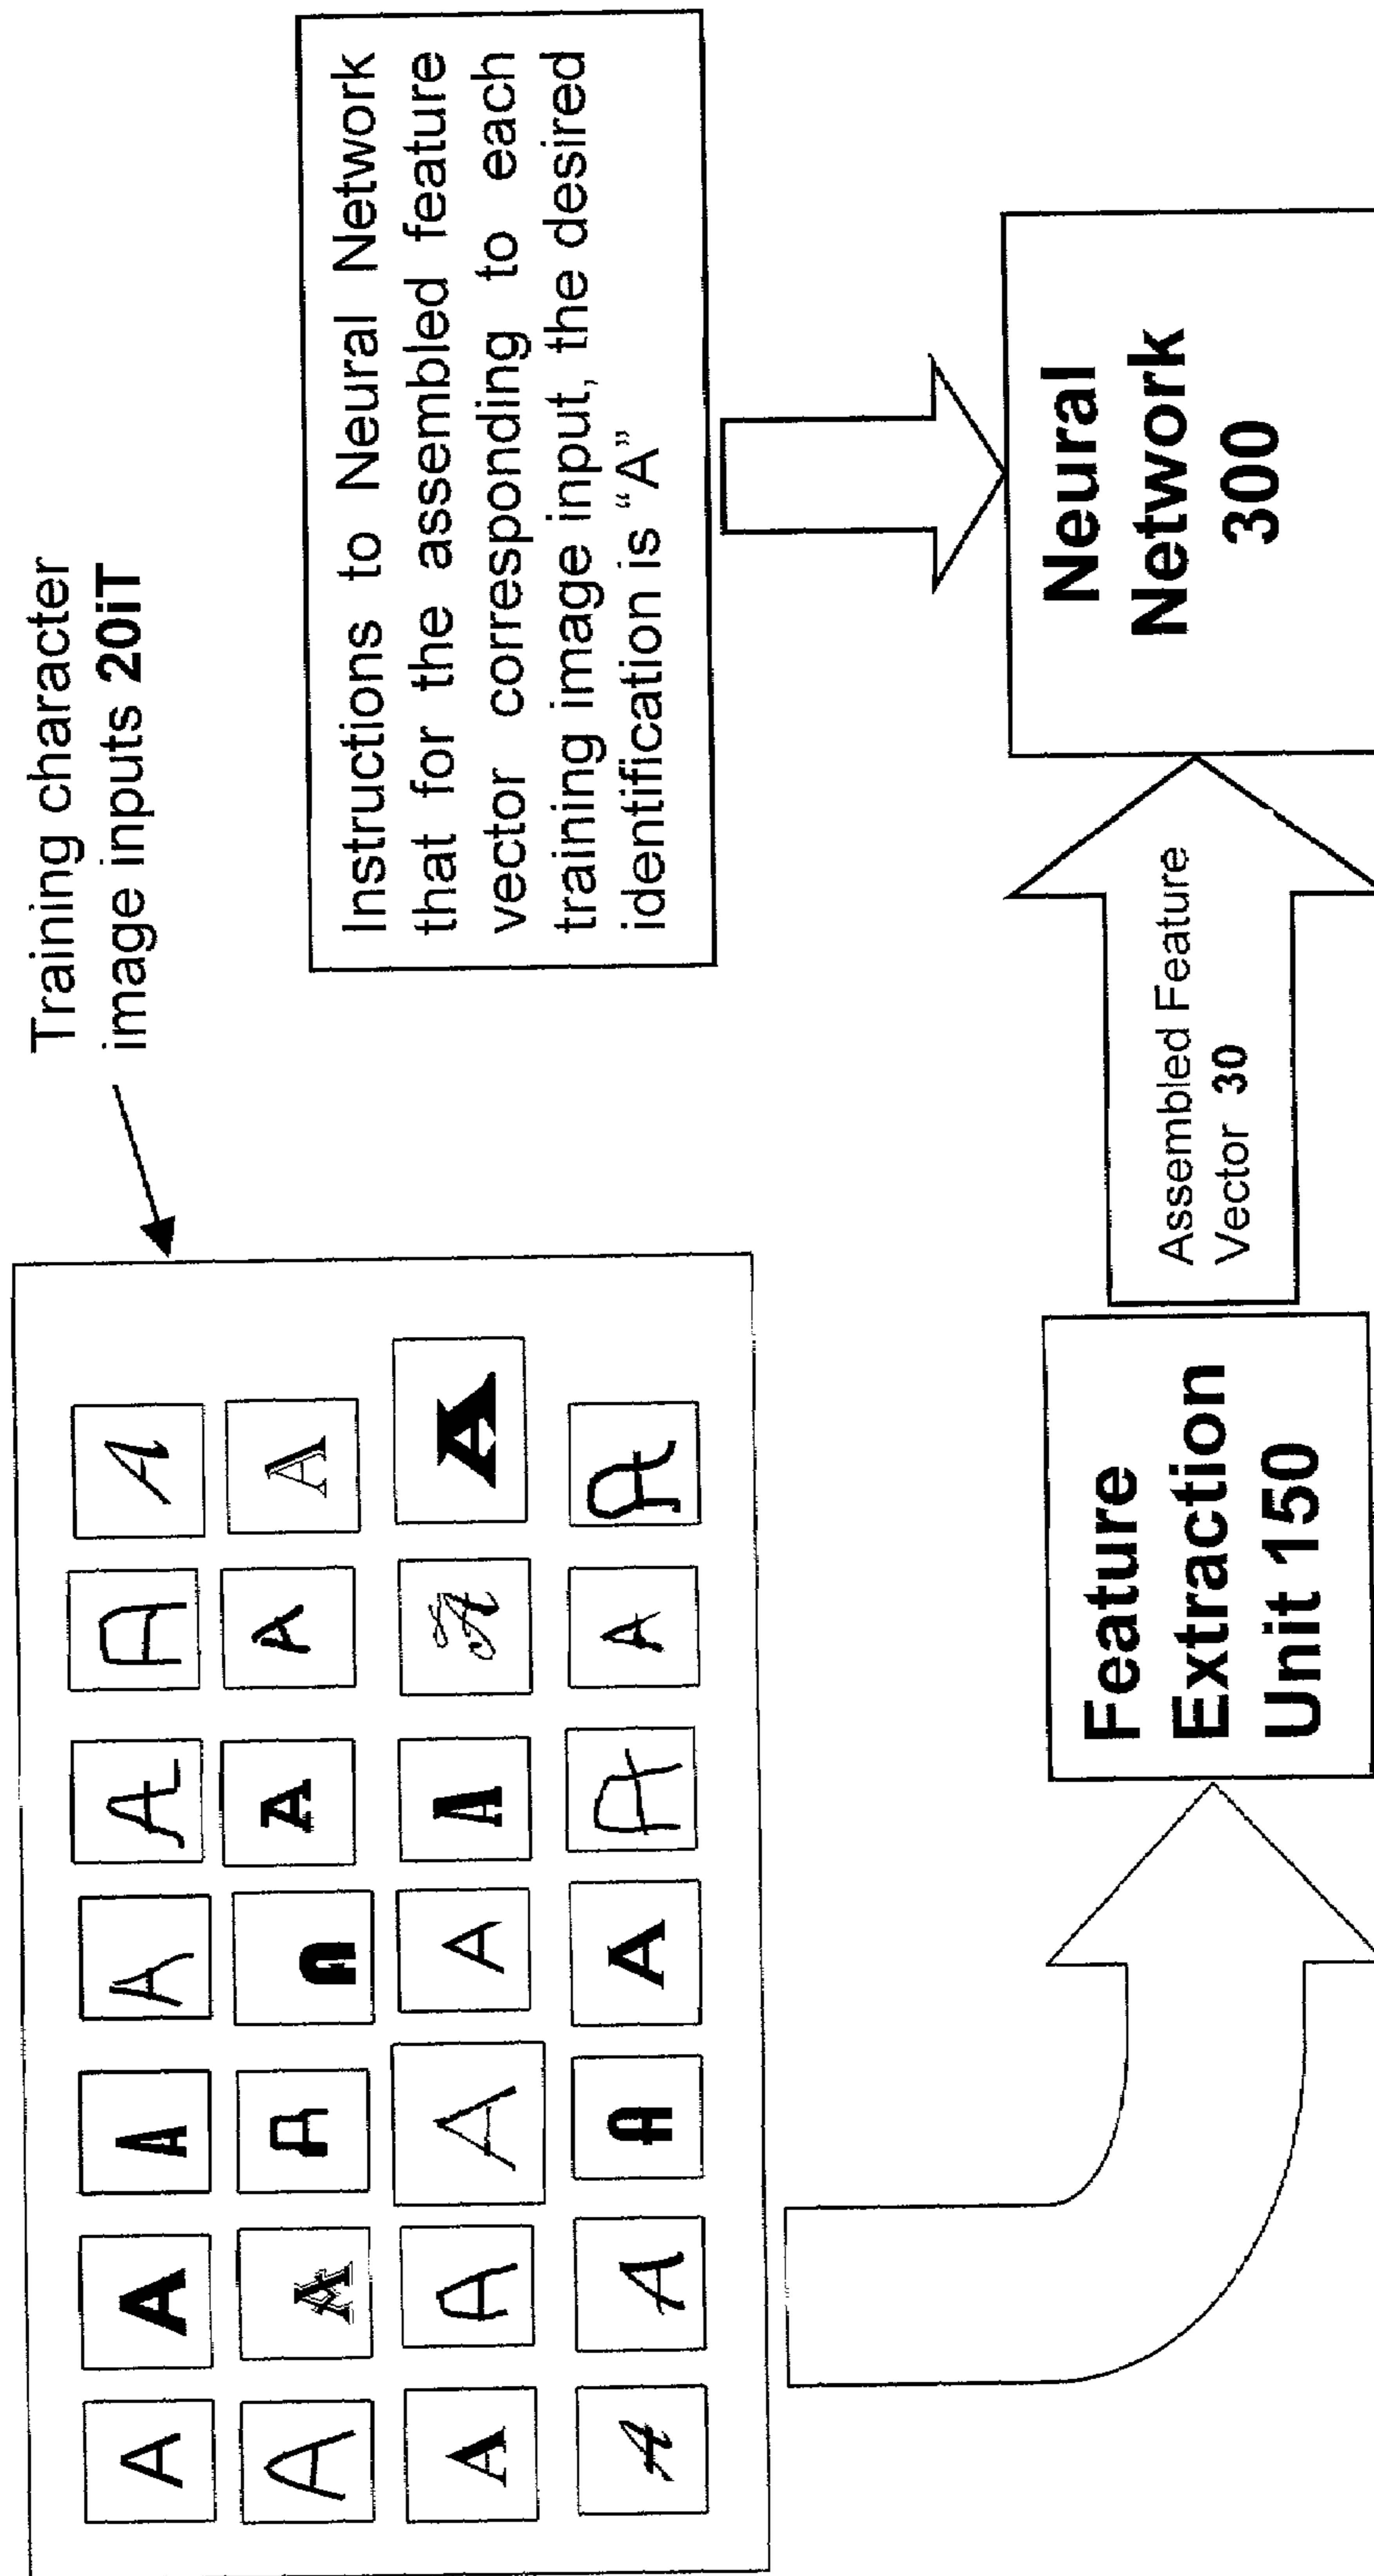 Training character
image inputs 20iT
A A A A A A A
A A A A A A A
A A A A A A A
A A A A A A A
Instructions to Neural Network
that for the assembled feature
vector corresponding to each
training image input, the desired
identification is “A”
Feature
Extraction
Unit 150
Assembled Feature
Vector 30
Neural
Network
300